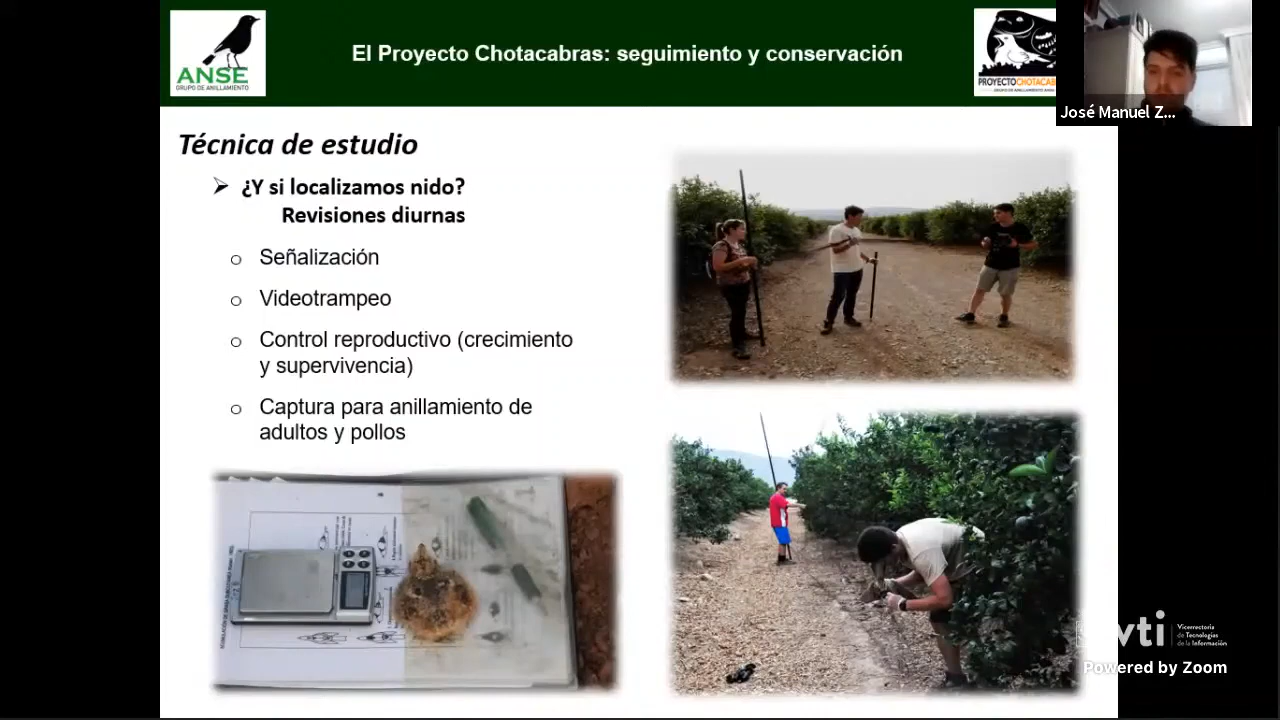 ANSE
GRUPO DE ANILLAMIENTO
El Proyecto Chotacabras: seguimiento y conservación
José Manuel Z...
Técnica de estudio
¿Y si localizamos nido?
Revisiones diurnas
Señalización
Videotrampeo
Control reproductivo (crecimiento
y supervivencia)
Captura para anillamiento de
adultos y pollos
vti
Vicerrectoría
de Tecnologías
de la Información
Powered by Zoom